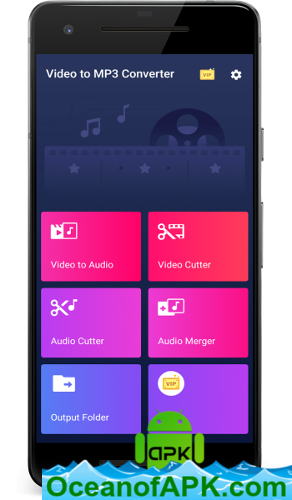 Video to MP3 Converter
VIP
Video to Audio
Video Cutter
Audio Cutter
Audio Merger
Output Folder
VIP
APK
OceanofAPK.com